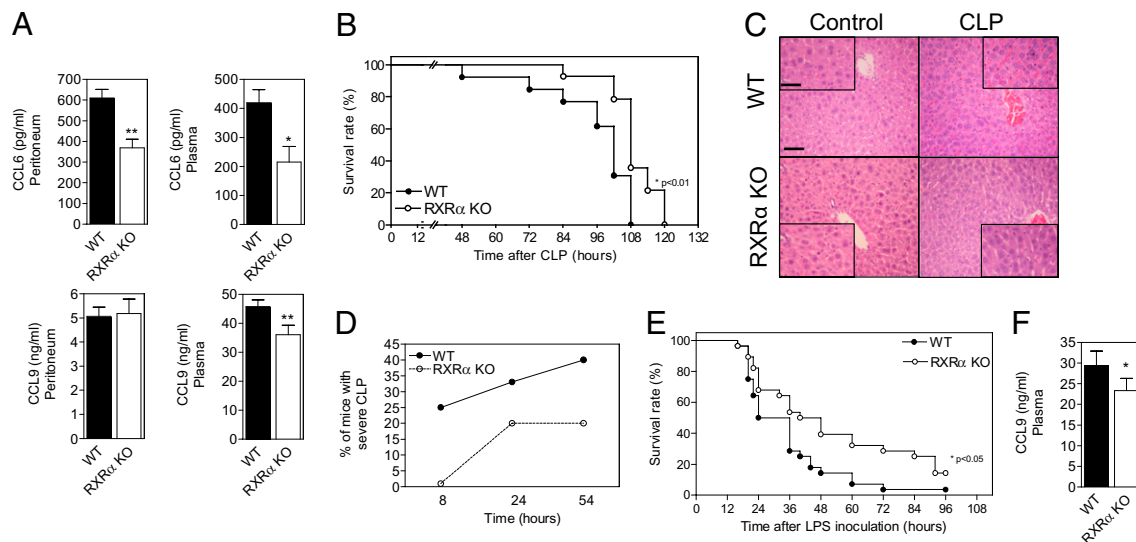 A
CCL6 (pg/ml)
Peritoneum
700
600
500
400
300
200
100
0
**
WT
RXRα KO
CCL6 (pg/ml)
Plasma
500
400
300
200
100
0
*
WT
RXRα KO
CCL9 (ng/ml)
Peritoneum
6
5
4
3
2
1
0
WT
RXRα KO
CCL9 (ng/ml)
Plasma
50
40
30
20
10
0
**
WT
RXRα KO
B
Survival rate (%)
100
80
60
40
20
0
WT
RXRα KO
* p<0.01
0 12 48 60 72 84 96 108 120 132
Time after CLP (hours)
C
Control CLP
WT
RXRα KO
D
% of mice with
severe CLP
45
40
35
30
25
20
15
10
5
0
WT
RXRα KO
8 24 54
Time (hours)
E
Survival rate (%)
100
80
60
40
20
WT
RXRα KO
* p<0.05
0 12 24 36 48 60 72 84 96 108
Time after LPS inoculation (hours)
F
CCL9 (ng/ml)
Plasma
35
30
25
20
15
10
5
0
*
WT
RXRα KO